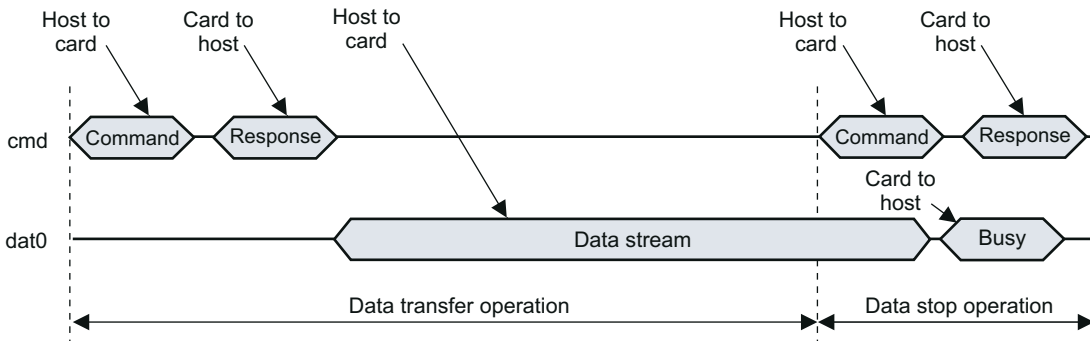 Host to
card
Card to
host
Host to
card
Host to
card
Card to
host
cmd
Command
Response
Command
Response
Card to
host
dat0
Data stream
Busy
Data transfer operation
Data stop operation